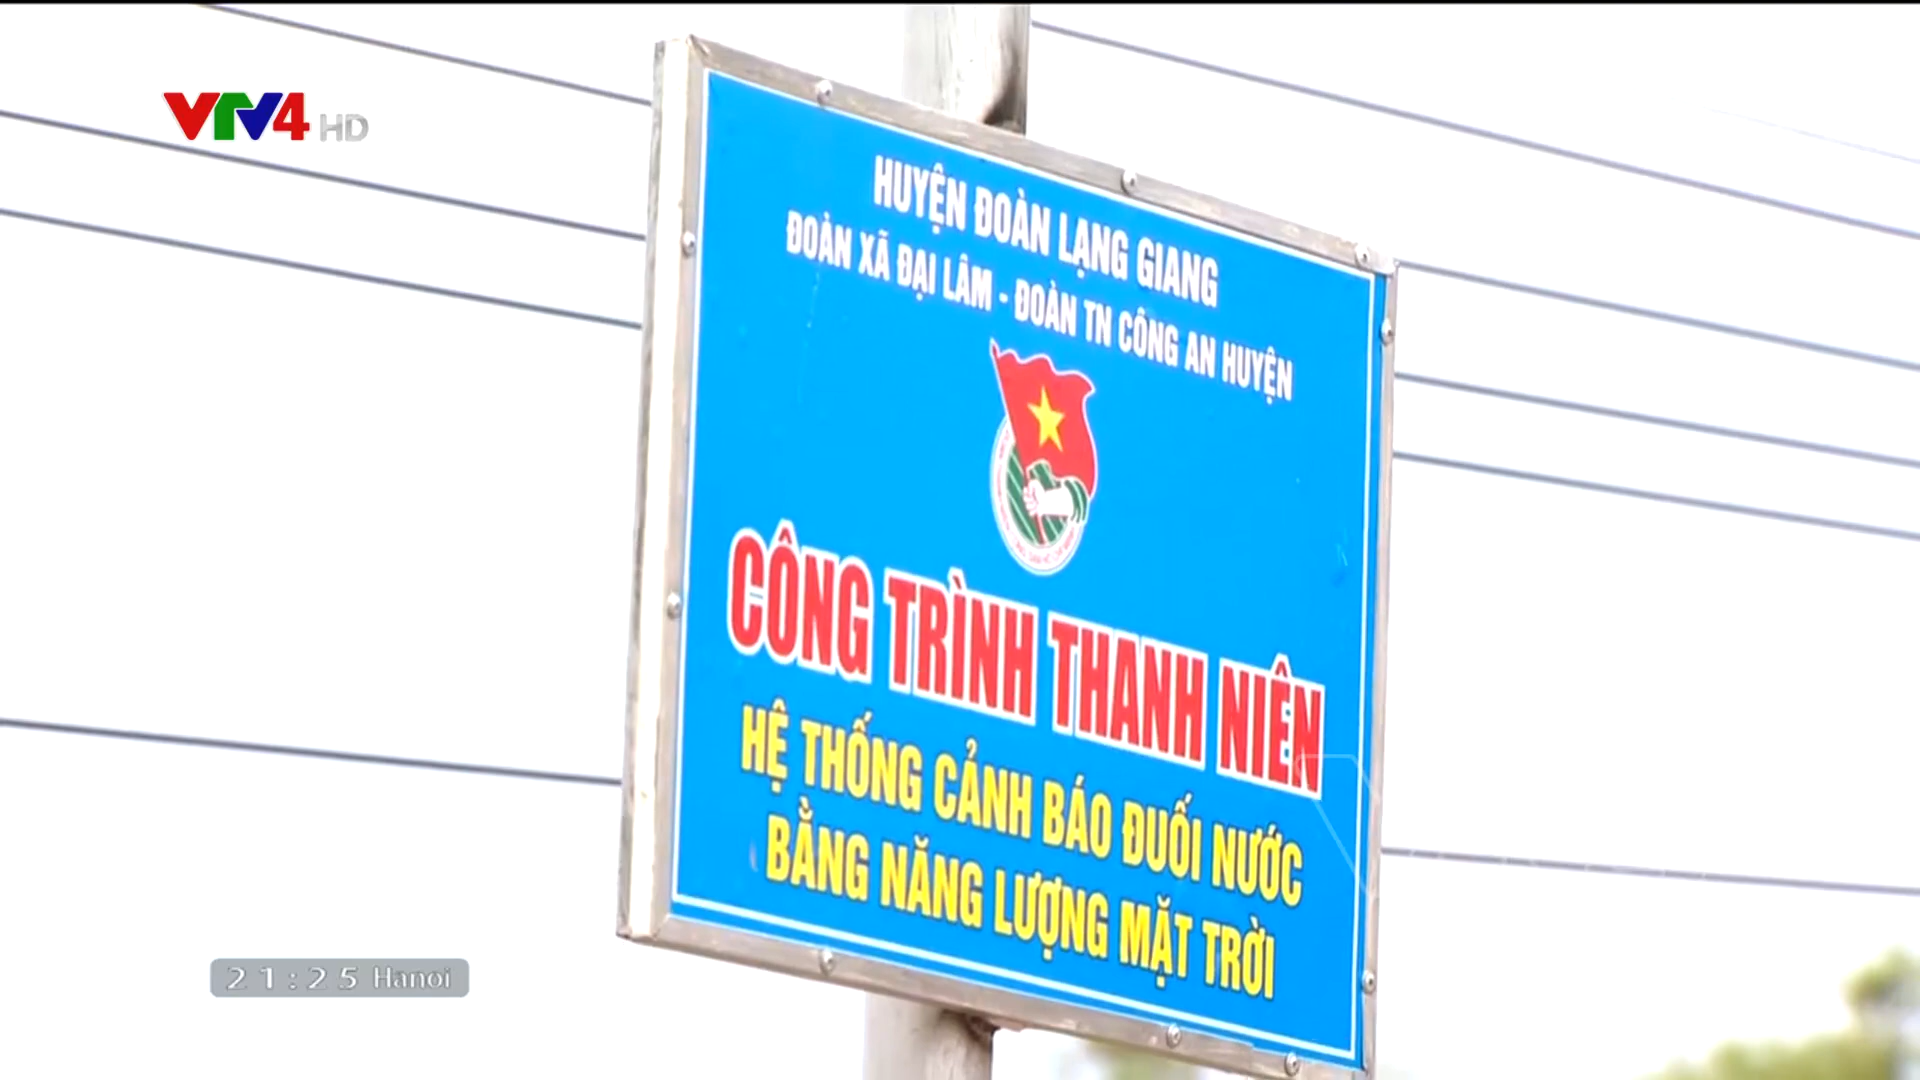 VTV4 HD
HUYỆN ĐOÀN LẠNG GIANG
ĐOÀN XÃ ĐẠI LÂM - ĐOÀN TN CÔNG AN HUYỆN
CÔNG TRÌNH THANH NIÊN
HỆ THỐNG CẢNH BÁO ĐUỐI NƯỚC
BẰNG NĂNG LƯỢNG MẶT TRỜI
21:25 Hanoi